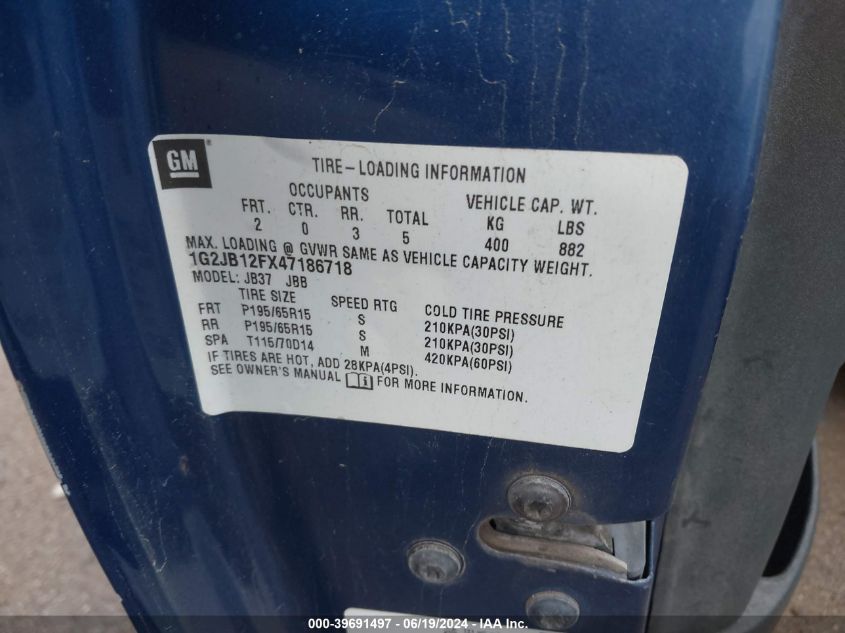 GM
TIRE-LOADING INFORMATION
OCCUPANTS VEHICLE CAP. WT.
FRT. CTR. RR. TOTAL KG LBS
2 0 3 5 400 882
MAX. LOADING @ GVWR SAME AS VEHICLE CAPACITY WEIGHT.
1G2JB12FX47186718
MODEL: JB37 JBB
TIRE SIZE SPEED RTG COLD TIRE PRESSURE
FRT P195/65R15 S 210KPA(30PSI)
RR P195/65R15 S 210KPA(30PSI)
SPA T115/70D14 M 420KPA(60PSI)
IF TIRES ARE HOT, ADD 28KPA(4PSI).
SEE OWNER'S MANUAL FOR MORE INFORMATION.
000-39691497 - 06/19/2024 - IAA Inc.